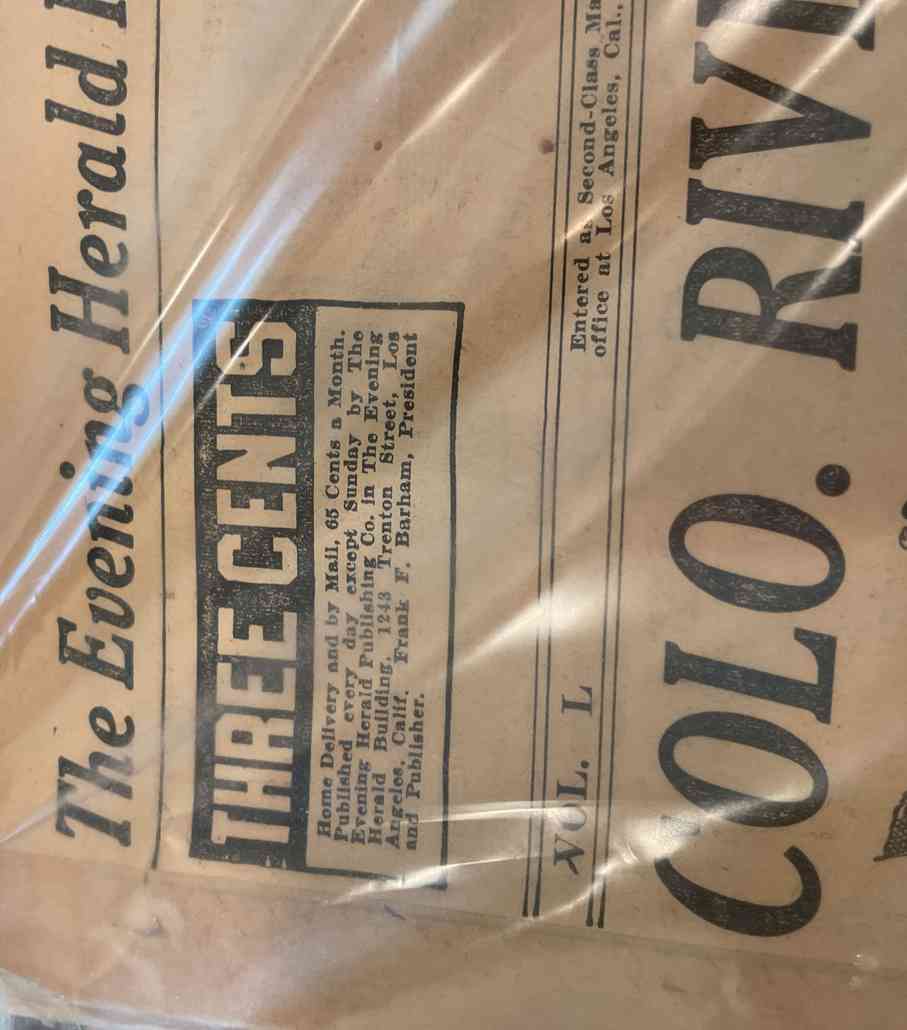 The Evening Herald
THREE CENTS
Home Delivery and by Mail, 65 Cents a Month.
Published every day except Sunday by The
Evening Herald Publishing Co. in The Evening
Herald Building, 1243 Trenton Street, Los
Angeles, Calif. Frank F. Barham, President
and Publisher.
VOL. L
Entered as Second-Class Ma
office at Los Angeles, Cal.,
COLO. RIV